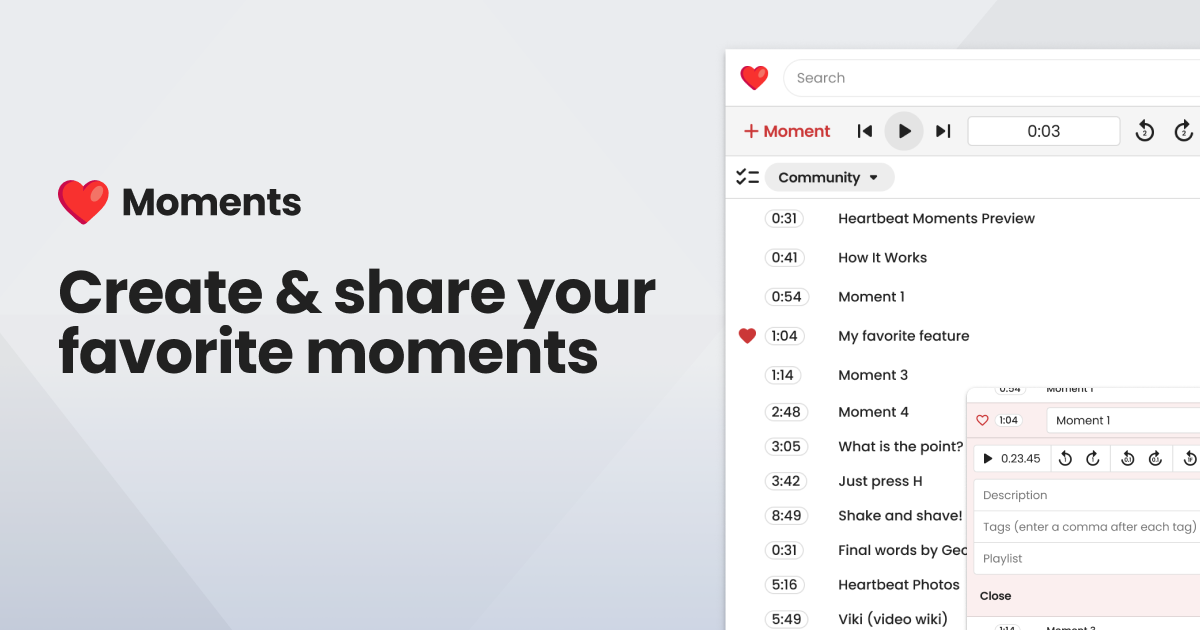 Moments
Create & share your
favorite moments
Search
+ Moment
0:03
2
2
Community
0:31 Heartbeat Moments Preview
0:41 How It Works
0:54 Moment 1
1:04 My favorite feature
1:14 Moment 3
2:48 Moment 4
3:05 What is the point?
3:42 Just press H
8:49 Shake and shave!
0:31 Final words by Geo
5:16 Heartbeat Photos
5:49 Viki (video wiki)
0:54 Moment 1
1:04 Moment 1
0.23.45
Description
Tags (enter a comma after each tag)
Playlist
Close
1:14 Moment 3